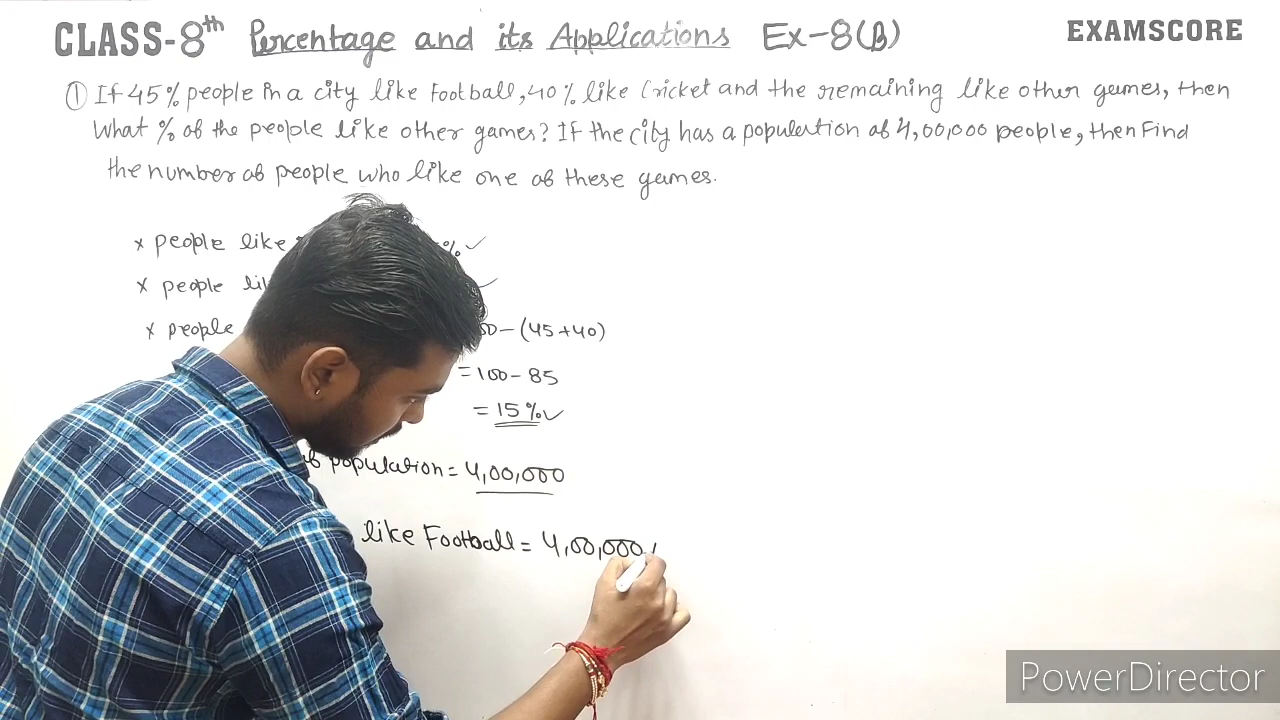 CLASS-8th Percentage and its Applications Ex-8(B) EXAMSCORE
① If 45% people in a city like Football, 40% like Cricket and the remaining like other games, then
what % of the people like other games? If the city has a population of 4,00,000 people, then Find
the number of people who like one of these games.
× people like % ✓
× people ✓
× people - (45+40)
= 100 - 85
= 15% ✓
population = 4,00,000
like Football = 4,00,000
PowerDirector